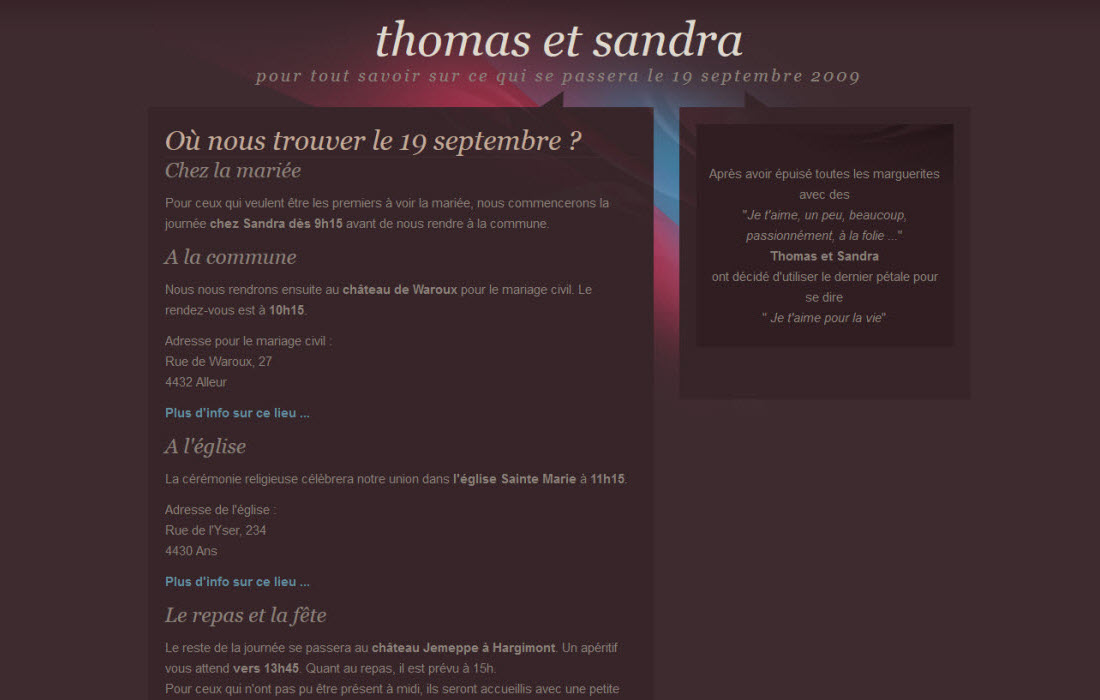 thomas et sandra
pour tout savoir sur ce qui se passera le 19 septembre 2009
Où nous trouver le 19 septembre ?
Chez la mariée
Pour ceux qui veulent être les premiers à voir la mariée, nous commencerons la
journée chez Sandra dès 9h15 avant de nous rendre à la commune.
A la commune
Nous nous rendrons ensuite au château de Waroux pour le mariage civil. Le
rendez-vous est à 10h15.
Adresse pour le mariage civil :
Rue de Waroux, 27
4432 Alleur
Plus d'info sur ce lieu ...
A l'église
La cérémonie religieuse célèbrera notre union dans l'église Sainte Marie à 11h15.
Adresse de l'église :
Rue de l'Yser, 234
4430 Ans
Plus d'info sur ce lieu ...
Le repas et la fête
Le reste de la journée se passera au château Jemeppe à Hargimont. Un apéritif
vous attend vers 13h45. Quant au repas, il est prévu à 15h.
Pour ceux qui n'ont pas pu être présent à midi, ils seront accueillis avec une petite
Après avoir épuisé toutes les marguerites
avec des
"Je t'aime, un peu, beaucoup,
passionnément, à la folie ..."
Thomas et Sandra
ont décidé d'utiliser le dernier pétale pour
se dire
" Je t'aime pour la vie"